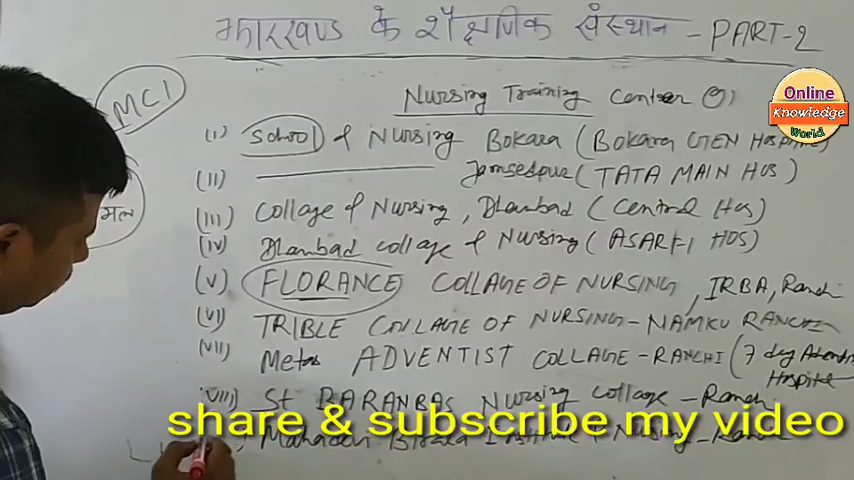 झारखण्ड के शैक्षणिक संस्थान - PART-2
MCI
Nursing Training Center
Online
Knowledge
World
(i) School of Nursing Bokara (Bokara GEN HOSPITAL)
(ii) Jamsedpur (TATA MAIN HOS)
(iii) Collage of Nursing, Dhanbad (Central Hos)
(iv) Dhanbad collage of Nursing (ASARFI HOS)
(v) FLORANCE COLLAGE OF NURSING, IRBA, Ranchi
(vi) TRIBLE COLLAGE OF NURSING - NAMKU RANCHI
(vii) Metas ADVENTIST COLLAGE - RANCHI (7 day
Hospital
(viii) St BARANBAS Nursing collage - Ranchi
share & subscribe my video
Nursing - Ranchi